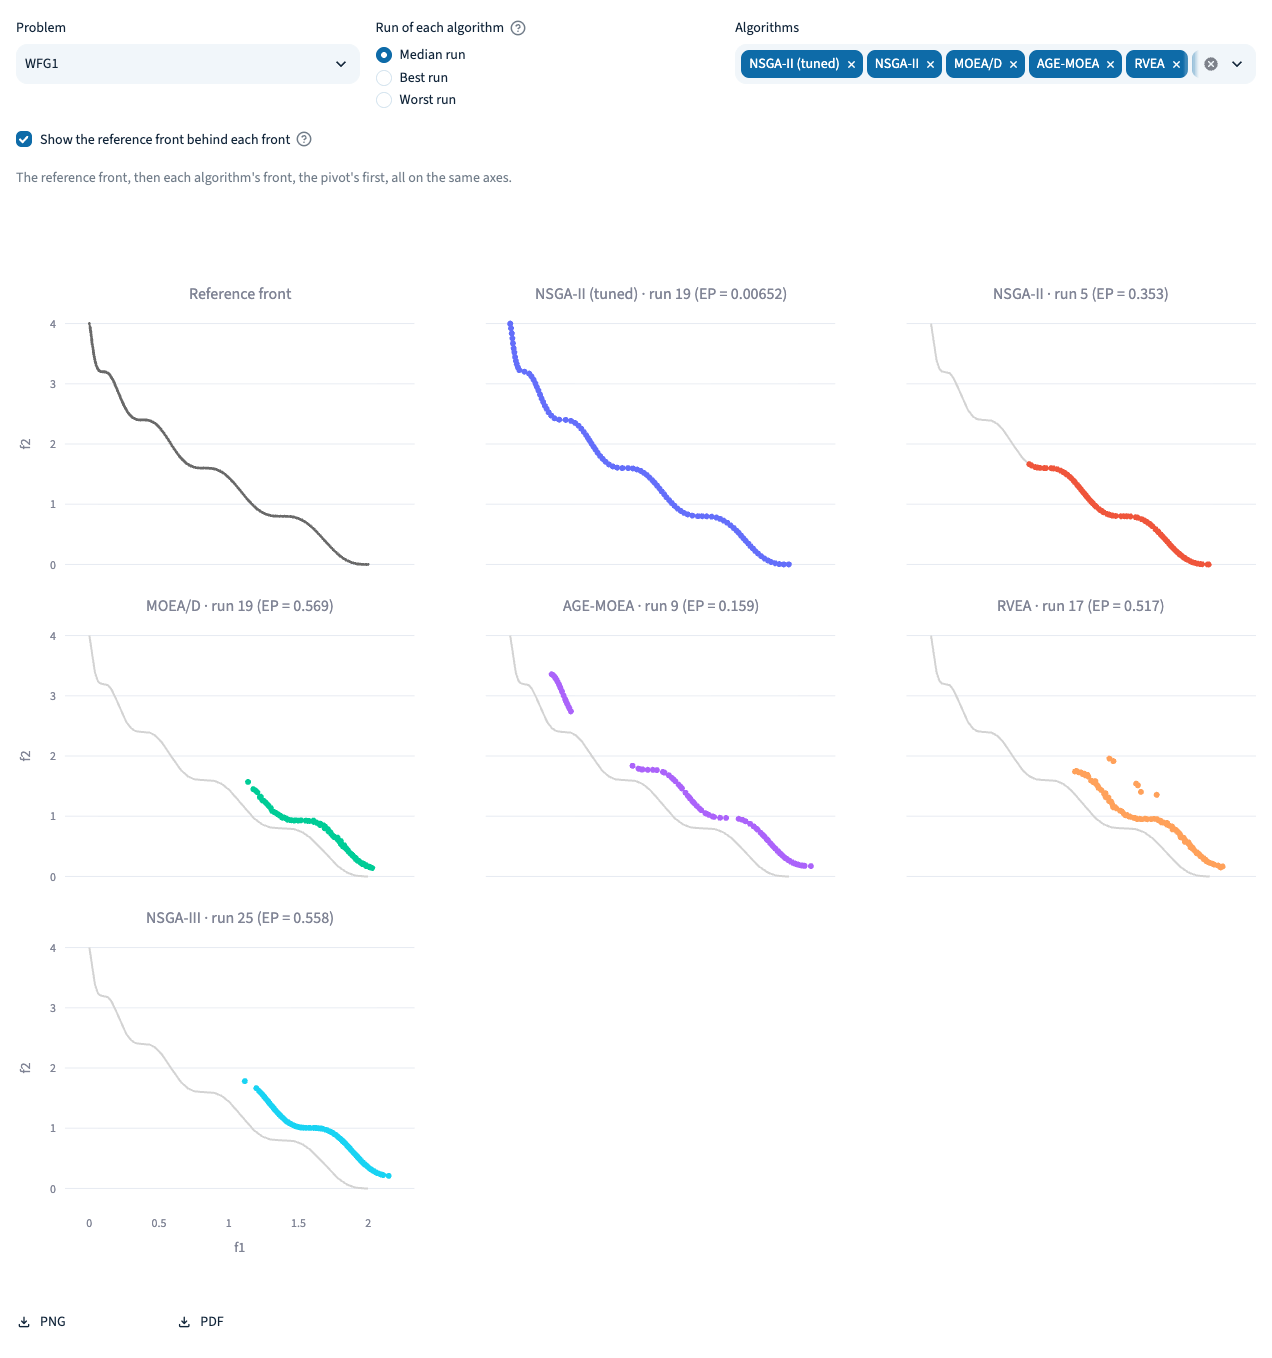 Problem
Run of each algorithm
Algorithms
WFG1
Median run
Best run
Worst run
NSGA-II (tuned) × NSGA-II × MOEA/D × AGE-MOEA × RVEA ×
Show the reference front behind each front
The reference front, then each algorithm's front, the pivot's first, all on the same axes.
Reference front
NSGA-II (tuned) · run 19 (EP = 0.00652)
NSGA-II · run 5 (EP = 0.353)
4
3
f2
2
1
0
MOEA/D · run 19 (EP = 0.569)
AGE-MOEA · run 9 (EP = 0.159)
RVEA · run 17 (EP = 0.517)
4
3
f2
2
1
0
NSGA-III · run 25 (EP = 0.558)
4
3
f2
2
1
0
0 0.5 1 1.5 2
f1
PNG
PDF